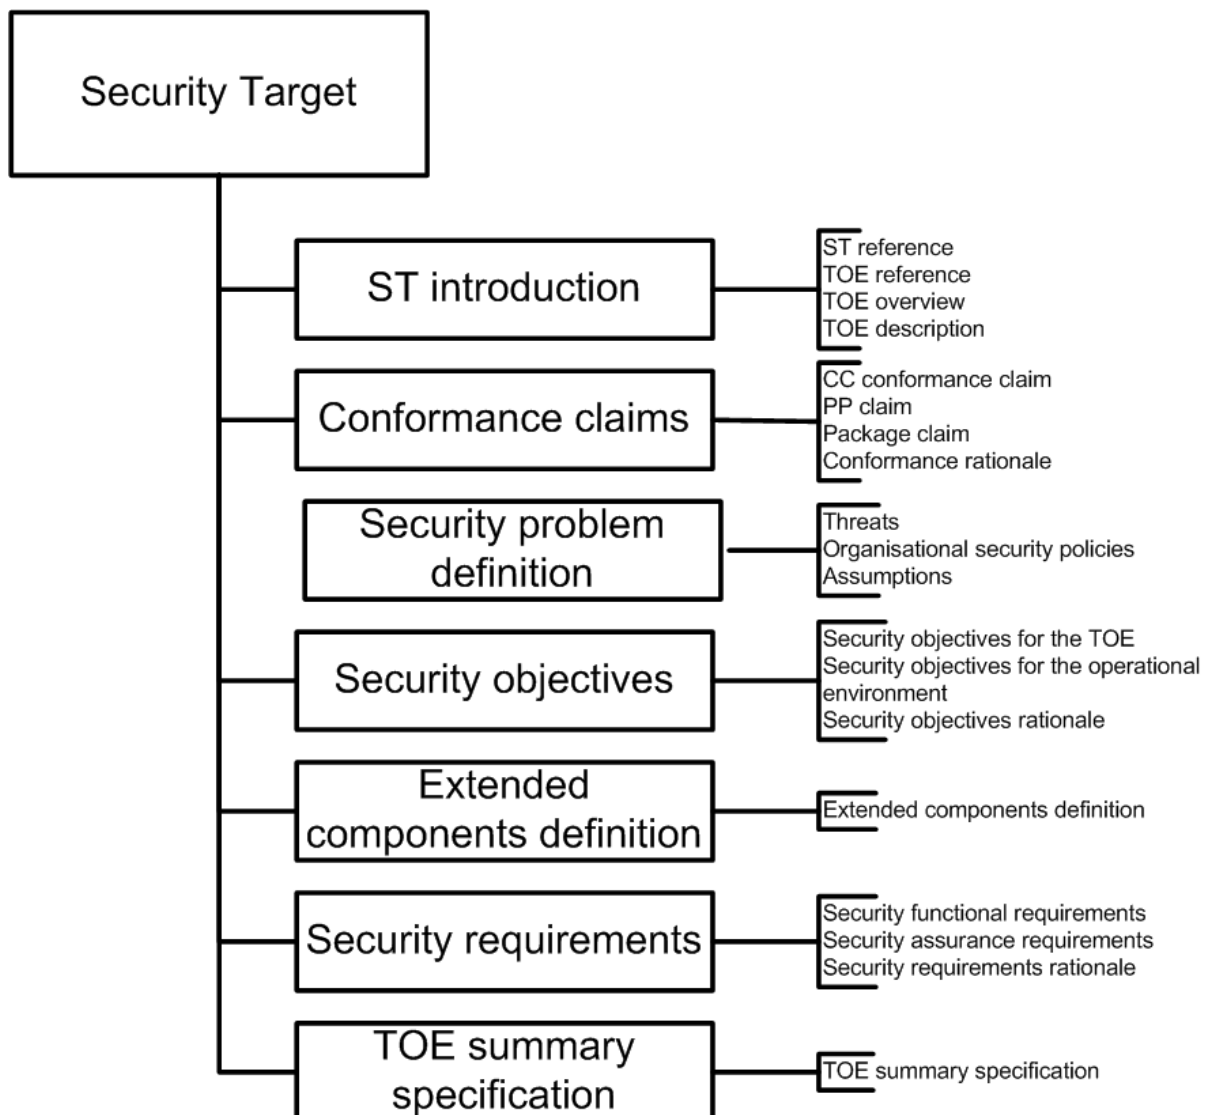 Security Target
ST introduction
ST reference
TOE reference
TOE overview
TOE description
Conformance claims
CC conformance claim
PP claim
Package claim
Conformance rationale
Security problem
definition
Threats
Organisational security policies
Assumptions
Security objectives
Security objectives for the TOE
Security objectives for the operational
environment
Security objectives rationale
Extended
components definition
Extended components definition
Security requirements
Security functional requirements
Security assurance requirements
Security requirements rationale
TOE summary
specification
TOE summary specification